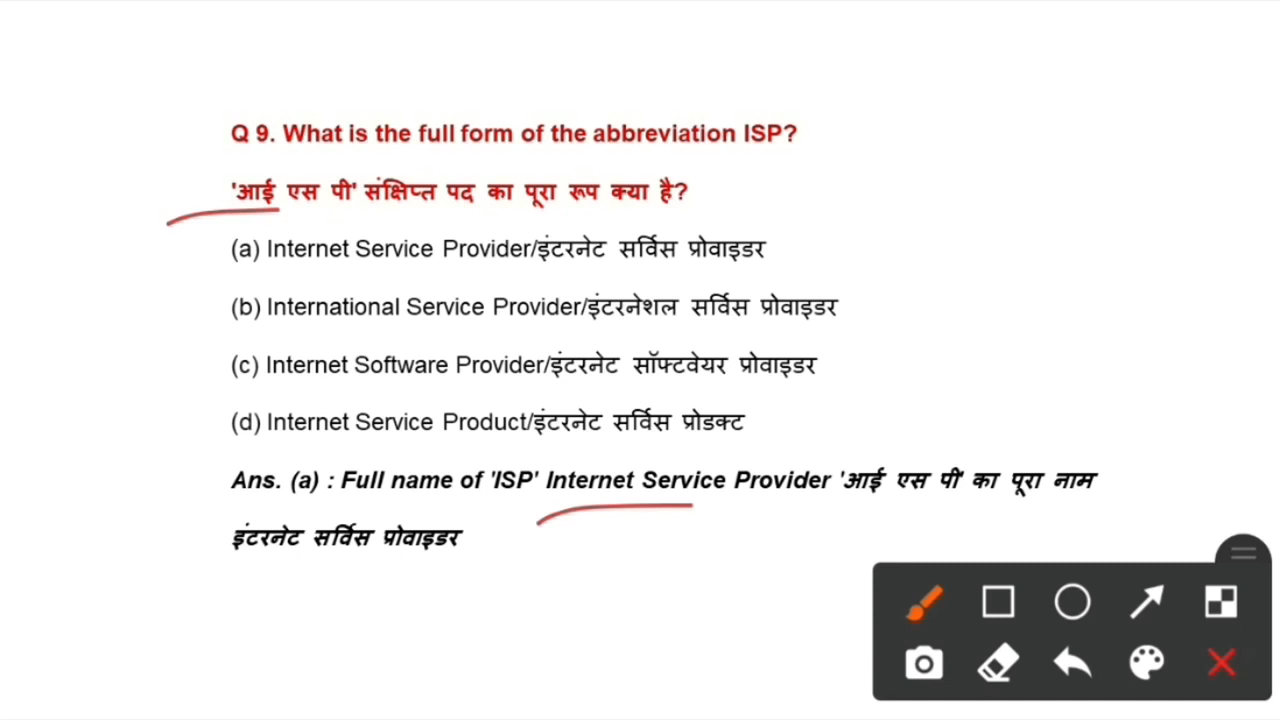 Q 9. What is the full form of the abbreviation ISP?
'आई एस पी' संक्षिप्त पद का पूरा रूप क्या है?
(a) Internet Service Provider/इंटरनेट सर्विस प्रोवाइडर
(b) International Service Provider/इंटरनेशल सर्विस प्रोवाइडर
(c) Internet Software Provider/इंटरनेट सॉफ्टवेयर प्रोवाइडर
(d) Internet Service Product/इंटरनेट सर्विस प्रोडक्ट
Ans. (a) : Full name of 'ISP' Internet Service Provider 'आई एस पी' का पूरा नाम
इंटरनेट सर्विस प्रोवाइडर